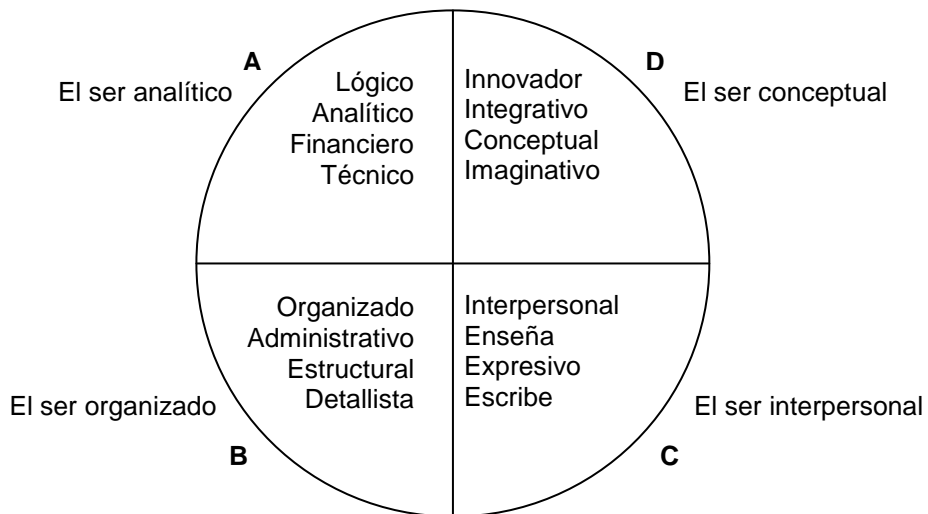 A
El ser analítico
Lógico
Analítico
Financiero
Técnico
D
El ser conceptual
Innovador
Integrativo
Conceptual
Imaginativo
B
El ser organizado
Organizado
Administrativo
Estructural
Detallista
C
El ser interpersonal
Interpersonal
Enseña
Expresivo
Escribe